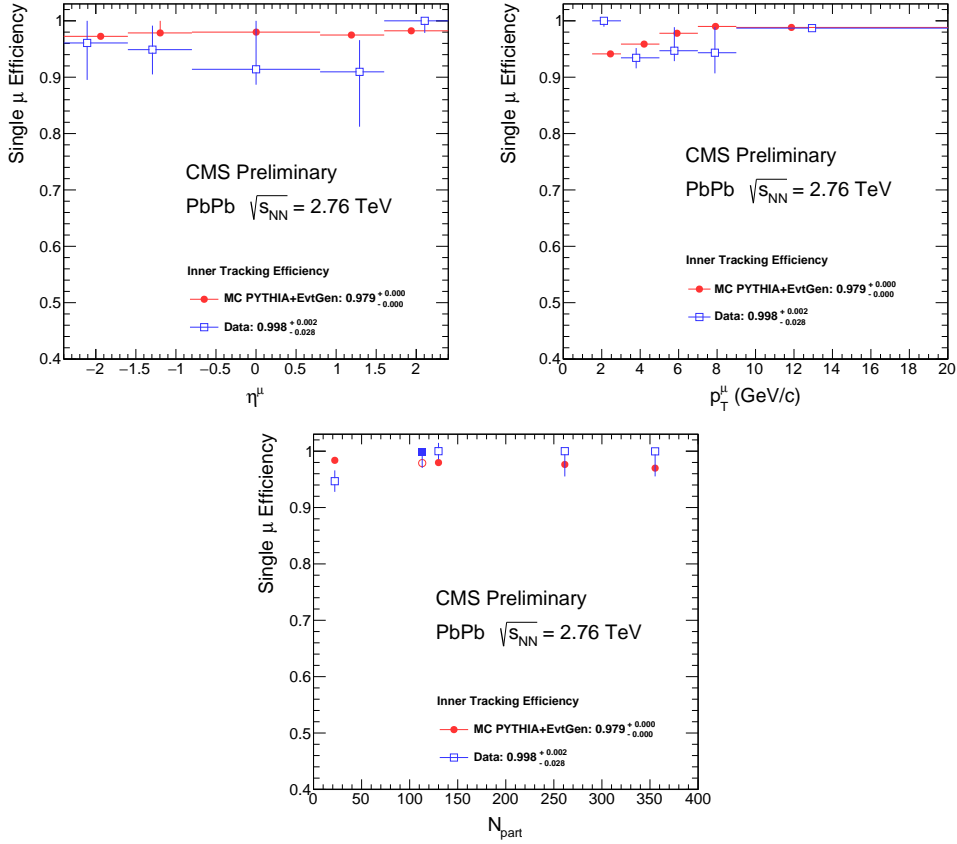 Single μ Efficiency
1
0.9
0.8
0.7
0.6
0.5
0.4
CMS Preliminary
PbPb √s_NN = 2.76 TeV
Inner Tracking Efficiency
MC PYTHIA+EvtGen: 0.979 + 0.000 - 0.000
Data: 0.998 + 0.002 - 0.028
−2 −1.5 −1 −0.5 0 0.5 1 1.5 2
η^μ
Single μ Efficiency
1
0.9
0.8
0.7
0.6
0.5
0.4
CMS Preliminary
PbPb √s_NN = 2.76 TeV
Inner Tracking Efficiency
MC PYTHIA+EvtGen: 0.979 + 0.000 - 0.000
Data: 0.998 + 0.002 - 0.028
0 2 4 6 8 10 12 14 16 18 20
p_T^μ (GeV/c)
Single μ Efficiency
1
0.9
0.8
0.7
0.6
0.5
0.4
CMS Preliminary
PbPb √s_NN = 2.76 TeV
Inner Tracking Efficiency
MC PYTHIA+EvtGen: 0.979 + 0.000 - 0.000
Data: 0.998 + 0.002 - 0.028
0 50 100 150 200 250 300 350 400
N_part